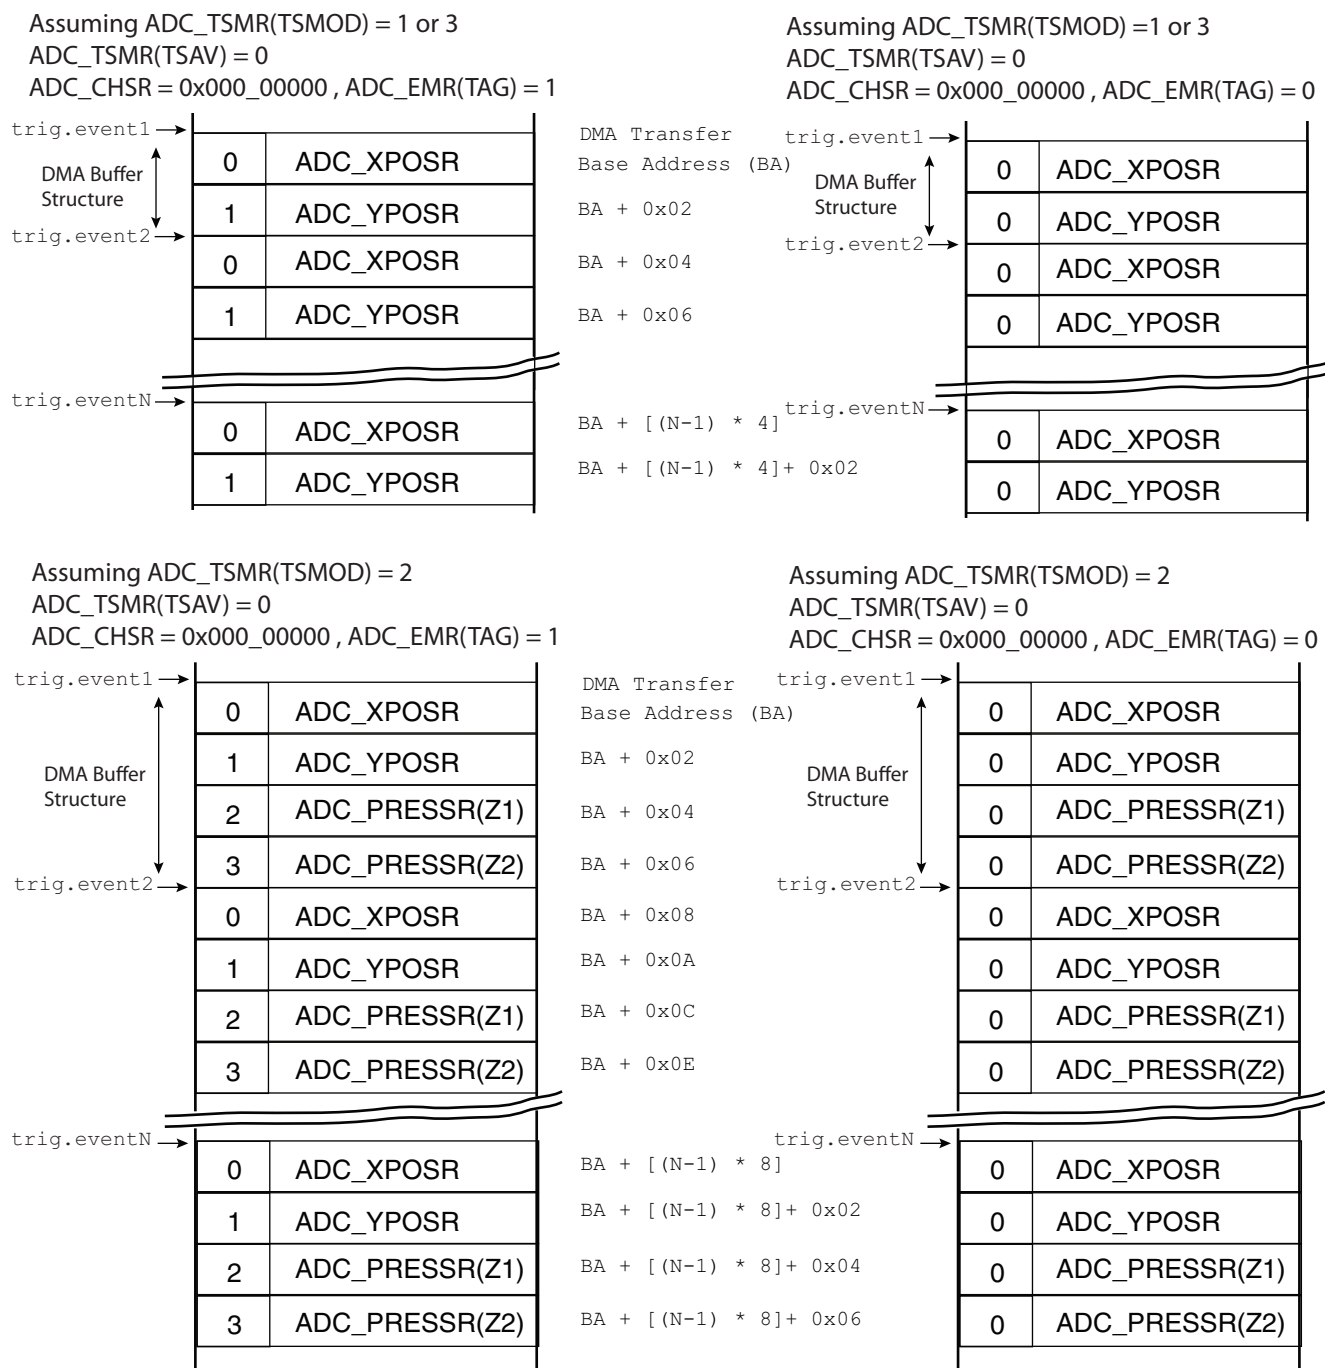 Assuming ADC_TSMR(TSMOD) = 1 or 3
ADC_TSMR(TSAV) = 0
ADC_CHSR = 0x000_00000 , ADC_EMR(TAG) = 1
trig.event1
DMA Buffer
Structure
trig.event2
trig.eventN
0 ADC_XPOSR
1 ADC_YPOSR
0 ADC_XPOSR
1 ADC_YPOSR
0 ADC_XPOSR
1 ADC_YPOSR
DMA Transfer
Base Address (BA)
BA + 0x02
BA + 0x04
BA + 0x06
BA + [(N-1) * 4]
BA + [(N-1) * 4]+ 0x02
Assuming ADC_TSMR(TSMOD) =1 or 3
ADC_TSMR(TSAV) = 0
ADC_CHSR = 0x000_00000 , ADC_EMR(TAG) = 0
trig.event1
DMA Buffer
Structure
trig.event2
trig.eventN
0 ADC_XPOSR
0 ADC_YPOSR
0 ADC_XPOSR
0 ADC_YPOSR
0 ADC_XPOSR
0 ADC_YPOSR
Assuming ADC_TSMR(TSMOD) = 2
ADC_TSMR(TSAV) = 0
ADC_CHSR = 0x000_00000 , ADC_EMR(TAG) = 1
trig.event1
DMA Buffer
Structure
trig.event2
trig.eventN
0 ADC_XPOSR
1 ADC_YPOSR
2 ADC_PRESSR(Z1)
3 ADC_PRESSR(Z2)
0 ADC_XPOSR
1 ADC_YPOSR
2 ADC_PRESSR(Z1)
3 ADC_PRESSR(Z2)
0 ADC_XPOSR
1 ADC_YPOSR
2 ADC_PRESSR(Z1)
3 ADC_PRESSR(Z2)
DMA Transfer
Base Address (BA)
BA + 0x02
BA + 0x04
BA + 0x06
BA + 0x08
BA + 0x0A
BA + 0x0C
BA + 0x0E
BA + [(N-1) * 8]
BA + [(N-1) * 8]+ 0x02
BA + [(N-1) * 8]+ 0x04
BA + [(N-1) * 8]+ 0x06
Assuming ADC_TSMR(TSMOD) = 2
ADC_TSMR(TSAV) = 0
ADC_CHSR = 0x000_00000 , ADC_EMR(TAG) = 0
trig.event1
DMA Buffer
Structure
trig.event2
trig.eventN
0 ADC_XPOSR
0 ADC_YPOSR
0 ADC_PRESSR(Z1)
0 ADC_PRESSR(Z2)
0 ADC_XPOSR
0 ADC_YPOSR
0 ADC_PRESSR(Z1)
0 ADC_PRESSR(Z2)
0 ADC_XPOSR
0 ADC_YPOSR
0 ADC_PRESSR(Z1)
0 ADC_PRESSR(Z2)